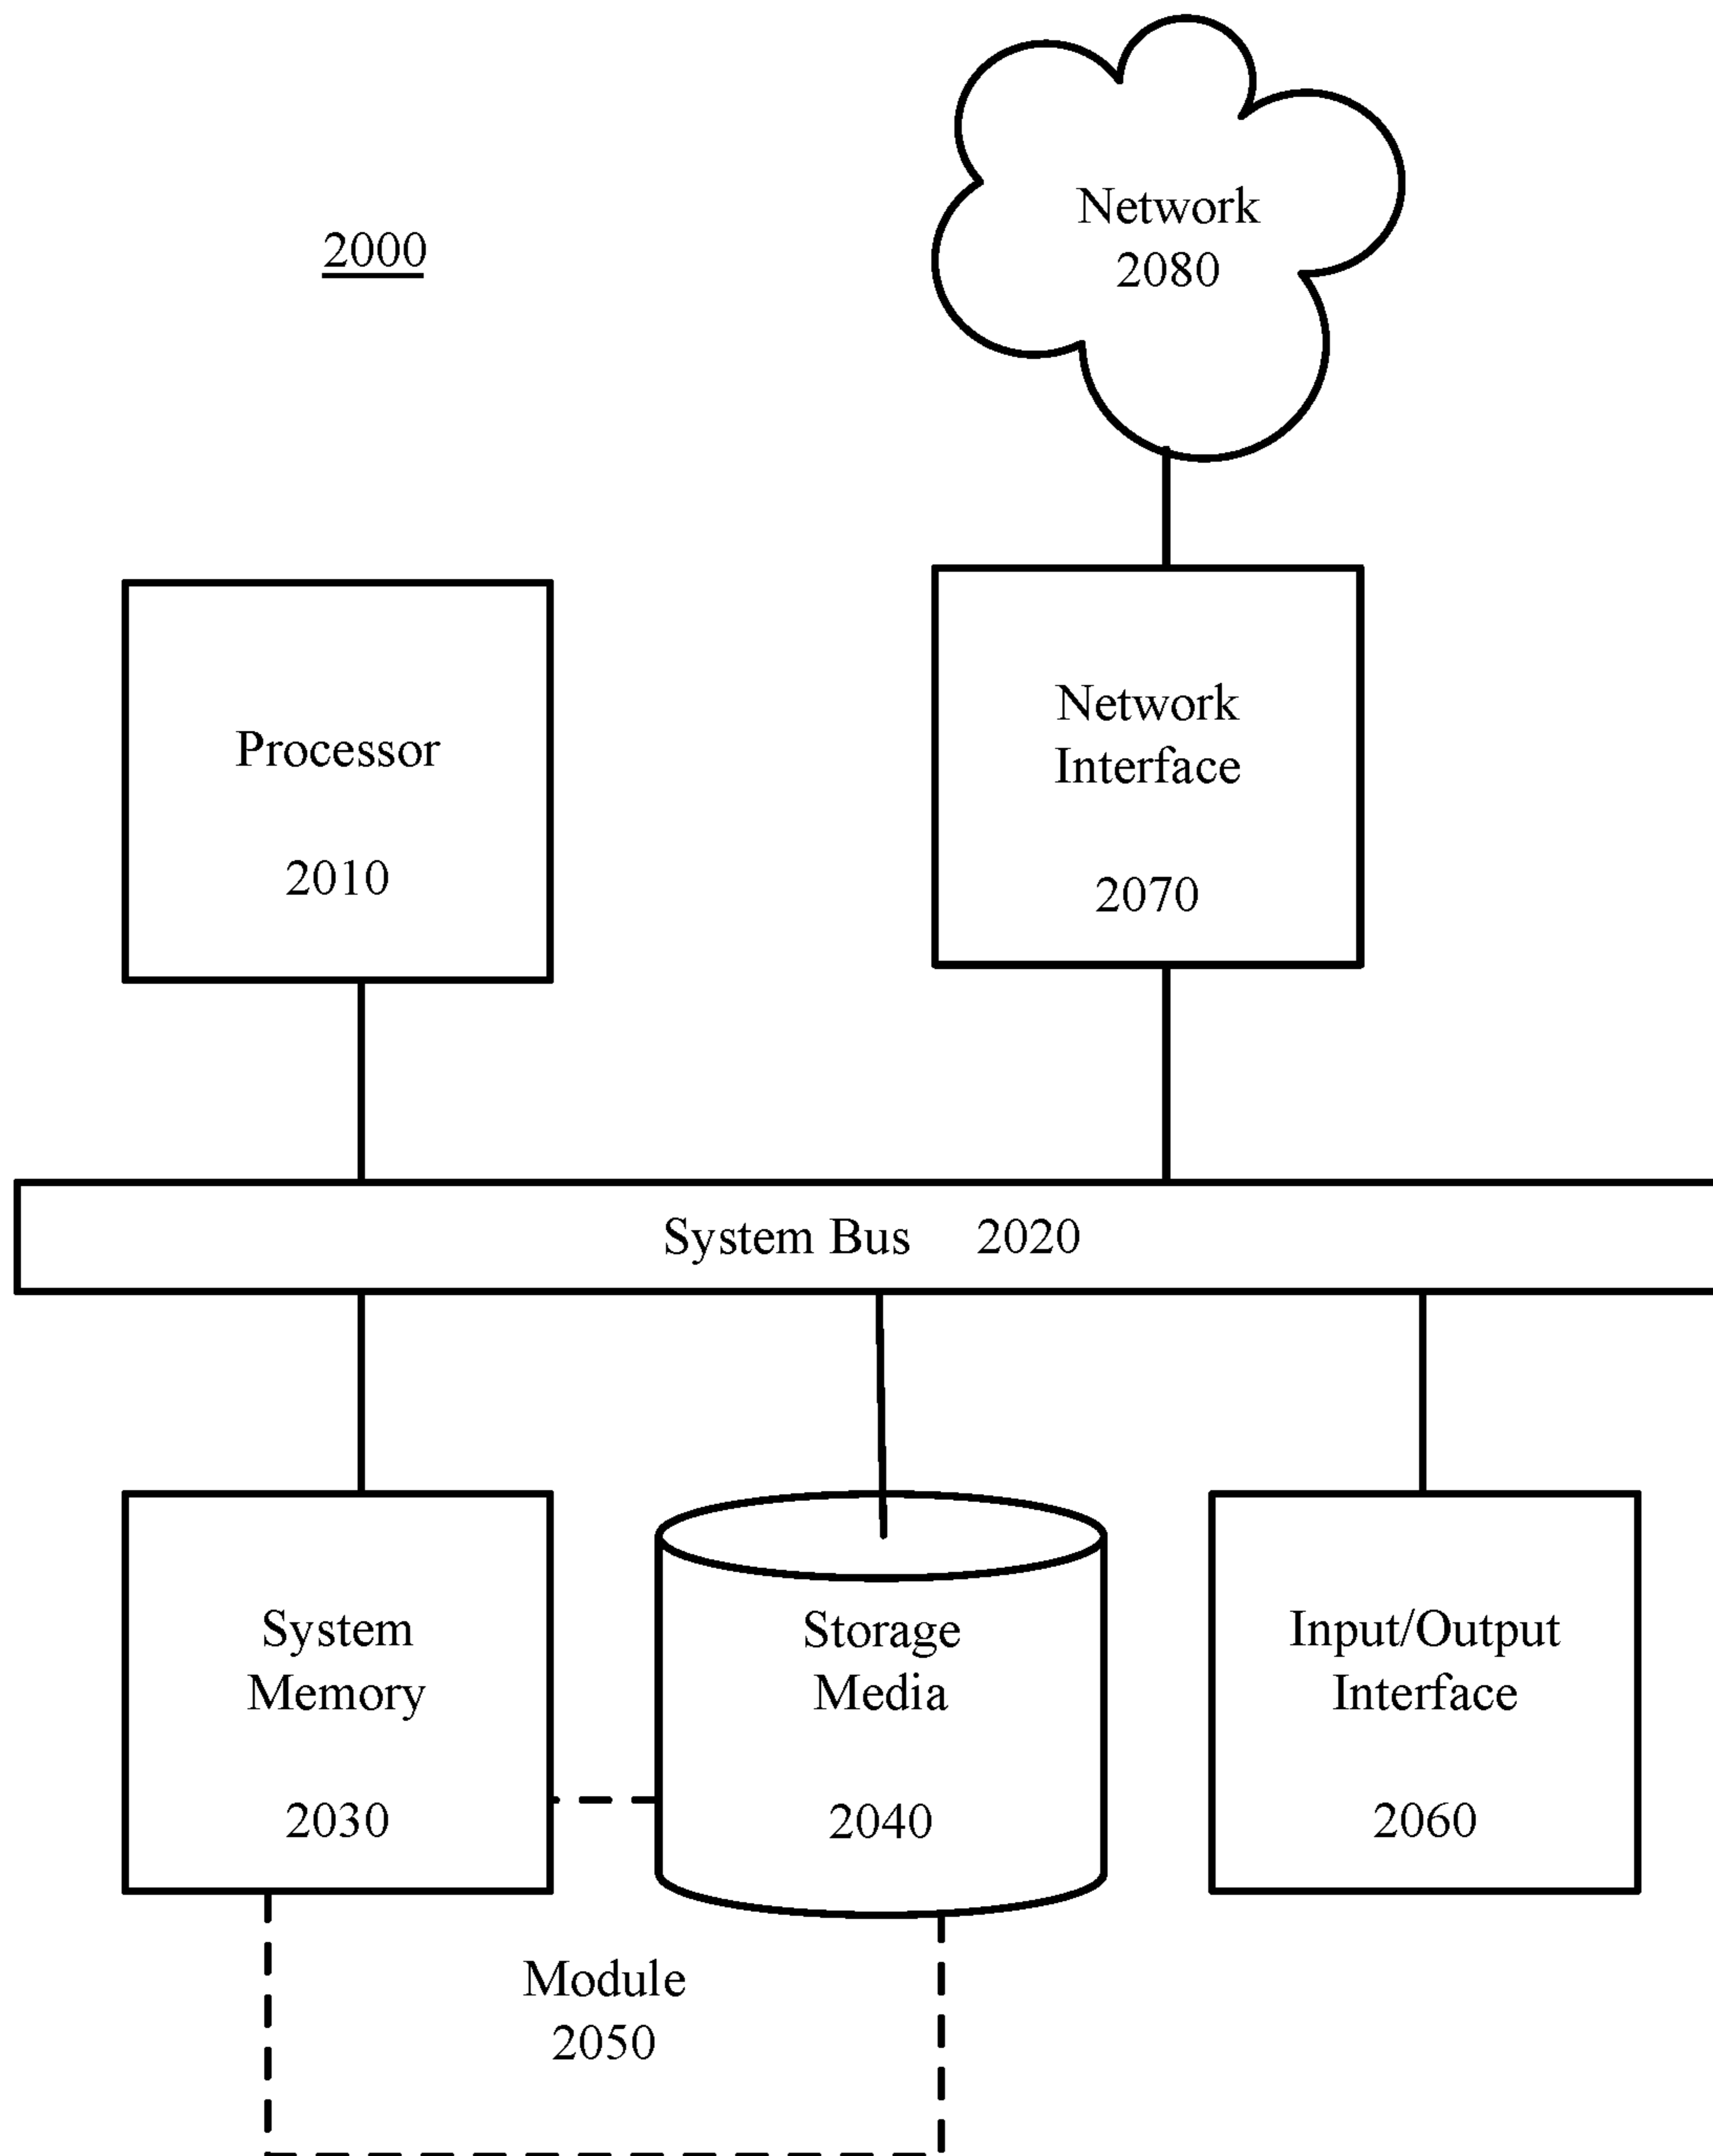 Network
2080
2000
Processor
2010
Network
Interface
2070
System Bus 2020
System
Memory
2030
Storage
Media
2040
Input/Output
Interface
2060
Module
2050